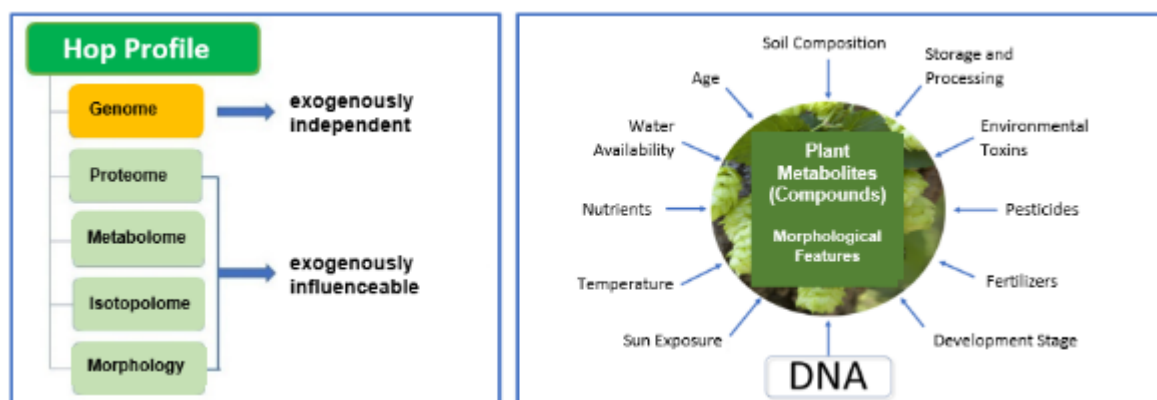 Hop Profile
Genome
exogenously
independent
Proteome
Metabolome
Isotopolome
Morphology
exogenously
influenceable
Soil Composition
Storage and
Processing
Age
Water
Availability
Environmental
Toxins
Plant
Metabolites
(Compounds)
Morphological
Features
Nutrients
Pesticides
Temperature
Fertilizers
Sun Exposure
Development Stage
DNA